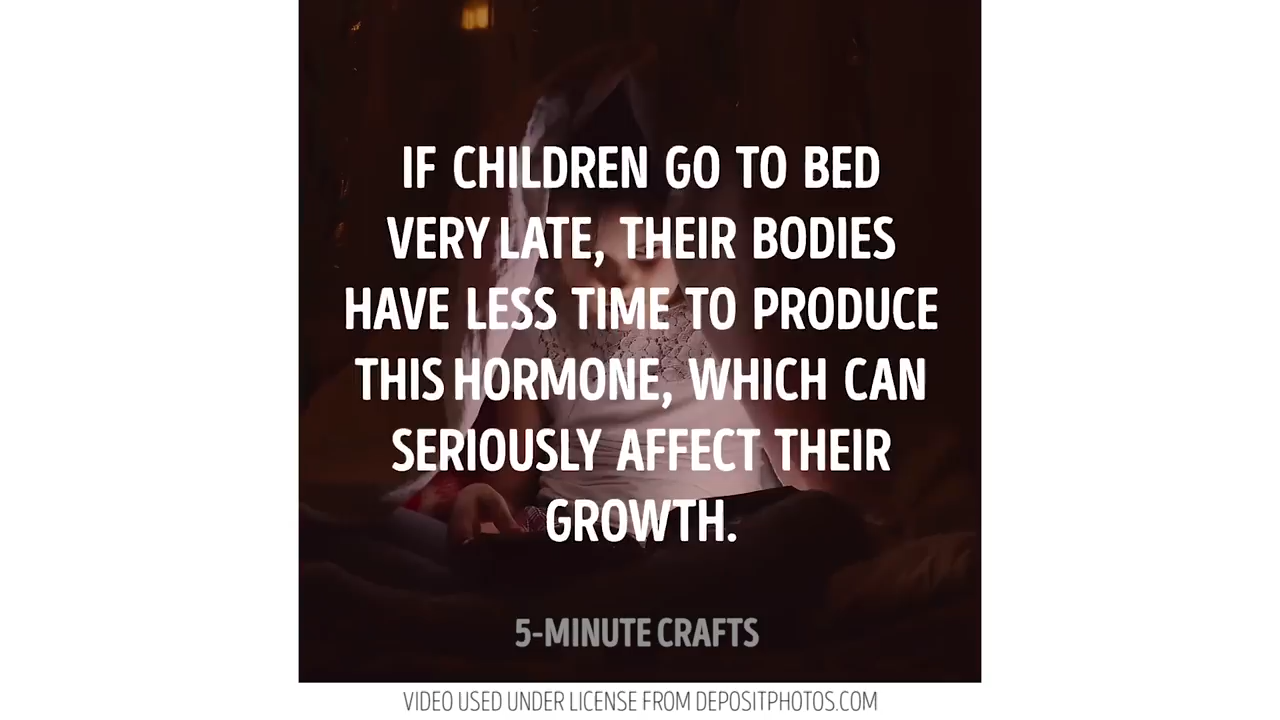 IF CHILDREN GO TO BED
VERY LATE, THEIR BODIES
HAVE LESS TIME TO PRODUCE
THIS HORMONE, WHICH CAN
SERIOUSLY AFFECT THEIR
GROWTH.
5-MINUTE CRAFTS
VIDEO USED UNDER LICENSE FROM DEPOSITPHOTOS.COM